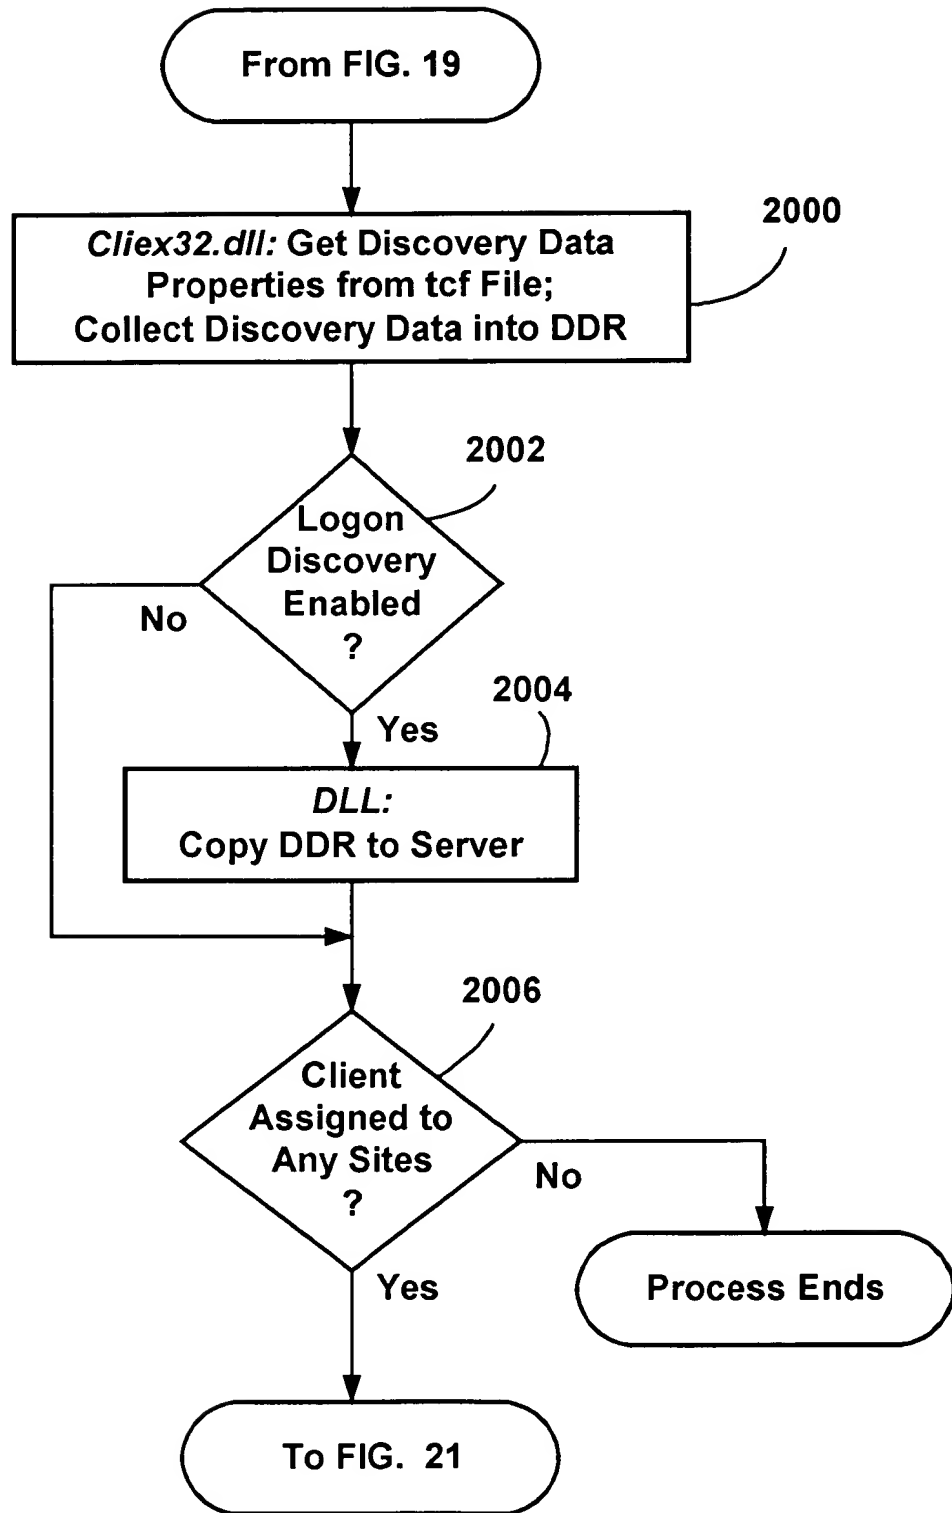 From FIG. 19
2000
Cliex32.dll: Get Discovery Data
Properties from tcf File;
Collect Discovery Data into DDR
2002
Logon
Discovery
Enabled
?
No
Yes
2004
DLL:
Copy DDR to Server
2006
Client
Assigned to
Any Sites
?
No
Yes
Process Ends
To FIG. 21